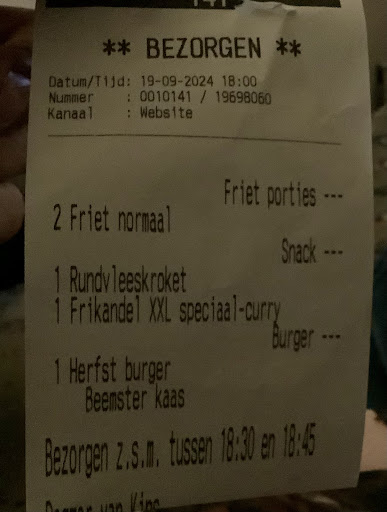 ** BEZORGEN **
Datum/Tijd: 19-09-2024 18:00
Nummer : 0010141 / 19698060
Kanaal : Website
Friet porties ---
2 Friet normaal
Snack ---
1 Rundvleeskroket
1 Frikandel XXL speciaal-curry
Burger ---
1 Herfst burger
Beemster kaas
Bezorgen z.s.m. tussen 18:30 en 18:45